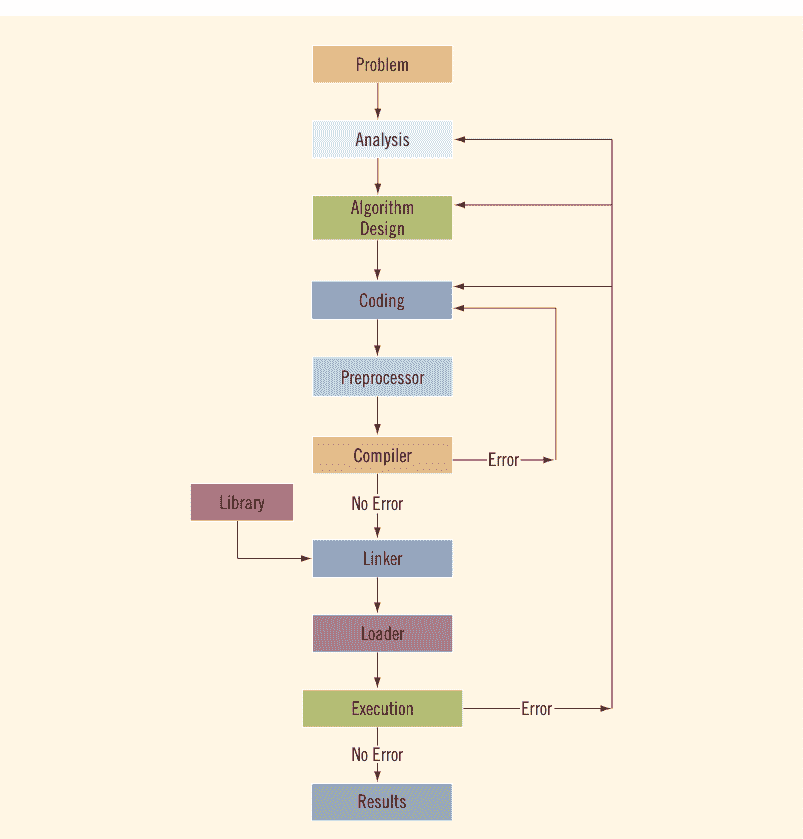 Problem
Analysis
Algorithm
Design
Coding
Preprocessor
Compiler
Error
Library
No Error
Linker
Loader
Execution
Error
No Error
Results